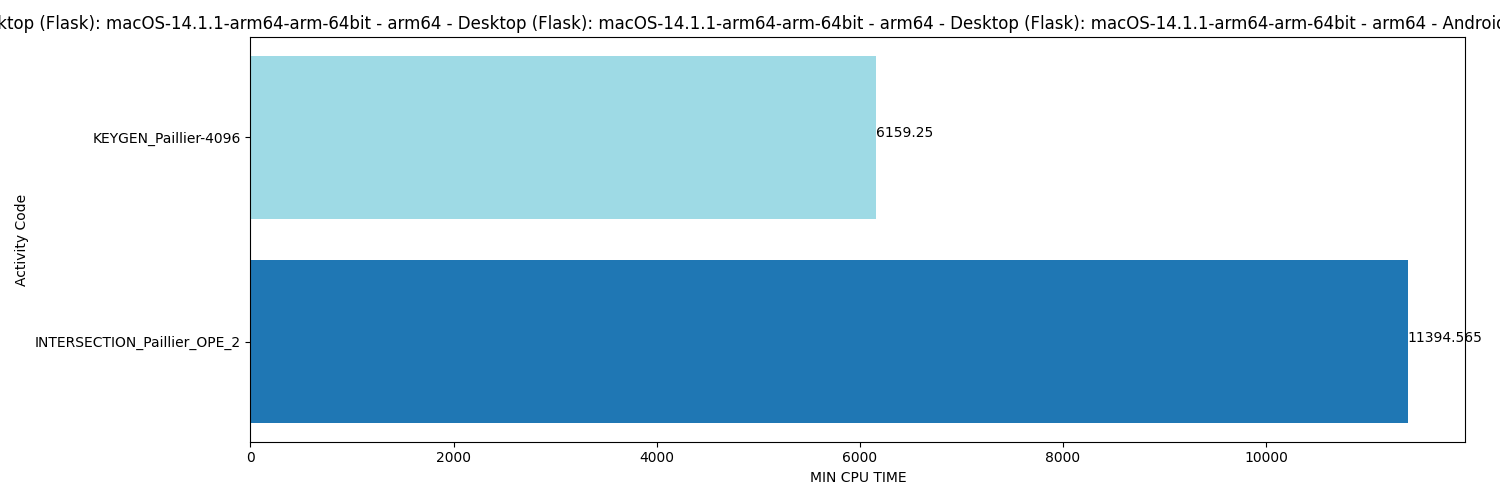 (Flask): macOS-14.1.1-arm64-arm-64bit - arm64 - Desktop (Flask): macOS-14.1.1-arm64-arm-64bit - arm64 - Desktop (Flask): macOS-14.1.1-arm64-arm-64bit - arm64 -
KEYGEN_Paillier-4096
6159.25
Activity Code
INTERSECTION_Paillier_OPE_2
11394.565
0 2000 4000 6000 8000 10000
MIN CPU TIME